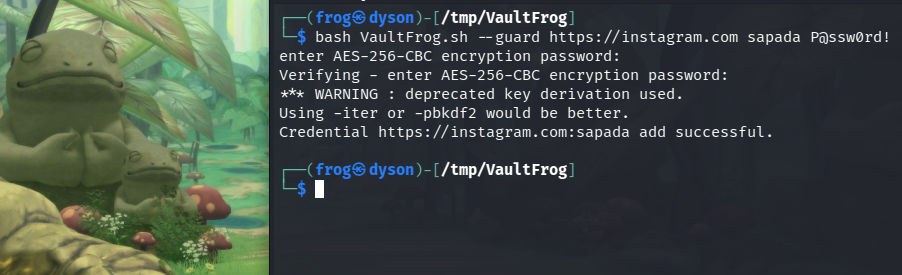 ┌──(frog㉿dyson)-[/tmp/VaultFrog]
└─$ bash VaultFrog.sh --guard https://instagram.com sapada P@ssw0rd!
enter AES-256-CBC encryption password:
Verifying - enter AES-256-CBC encryption password:
*** WARNING : deprecated key derivation used.
Using -iter or -pbkdf2 would be better.
Credential https://instagram.com:sapada add successful.
┌──(frog㉿dyson)-[/tmp/VaultFrog]
└─$